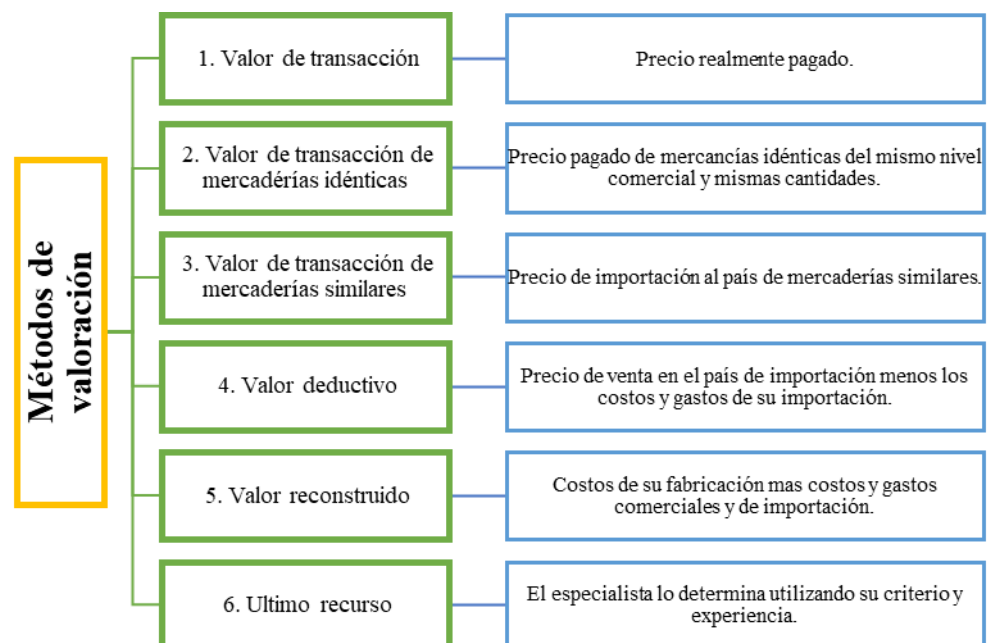 Métodos de
valoración
1. Valor de transacción
Precio realmente pagado.
2. Valor de transacción de
mercadérías idénticas
Precio pagado de mercancías idénticas del mismo nivel
comercial y mismas cantidades.
3. Valor de transacción de
mercaderías similares
Precio de importación al país de mercaderías similares.
4. Valor deductivo
Precio de venta en el país de importación menos los
costos y gastos de su importación.
5. Valor reconstruido
Costos de su fabricación mas costos y gastos
comerciales y de importación.
6. Ultimo recurso
El especialista lo determina utilizando su criterio y
experiencia.